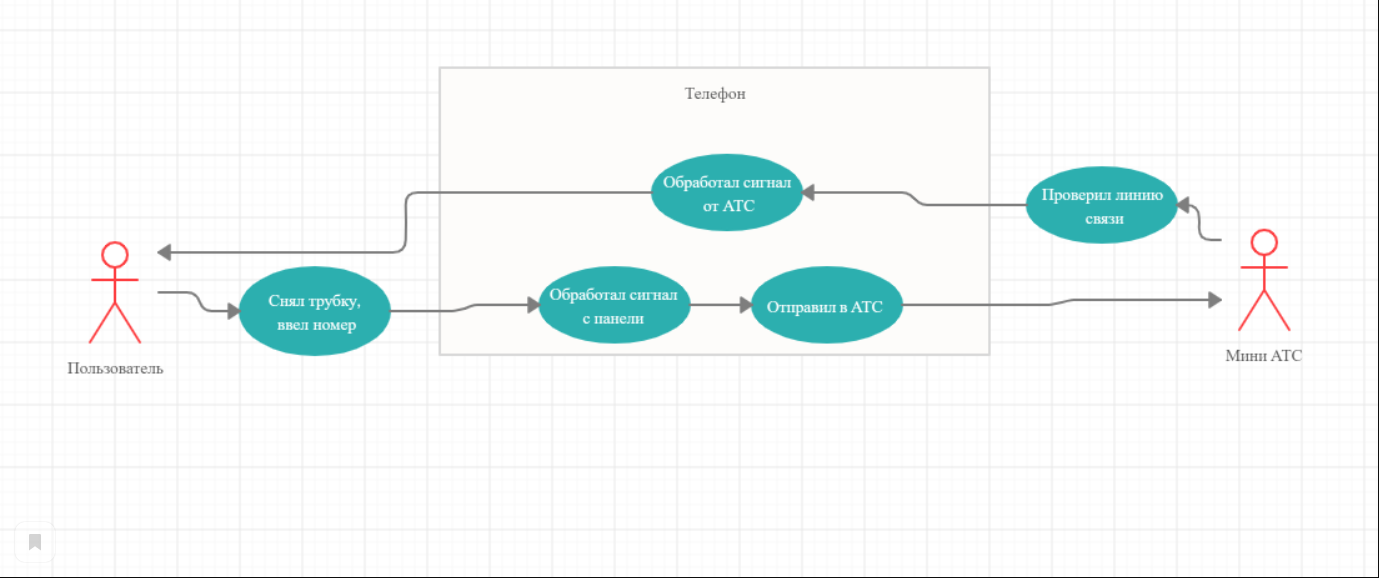 Телефон
Обработал сигнал
от АТС
Проверил линию
связи
Снял трубку,
ввел номер
Обработал сигнал
с панели
Отправил в АТС
Пользователь
Мини АТС